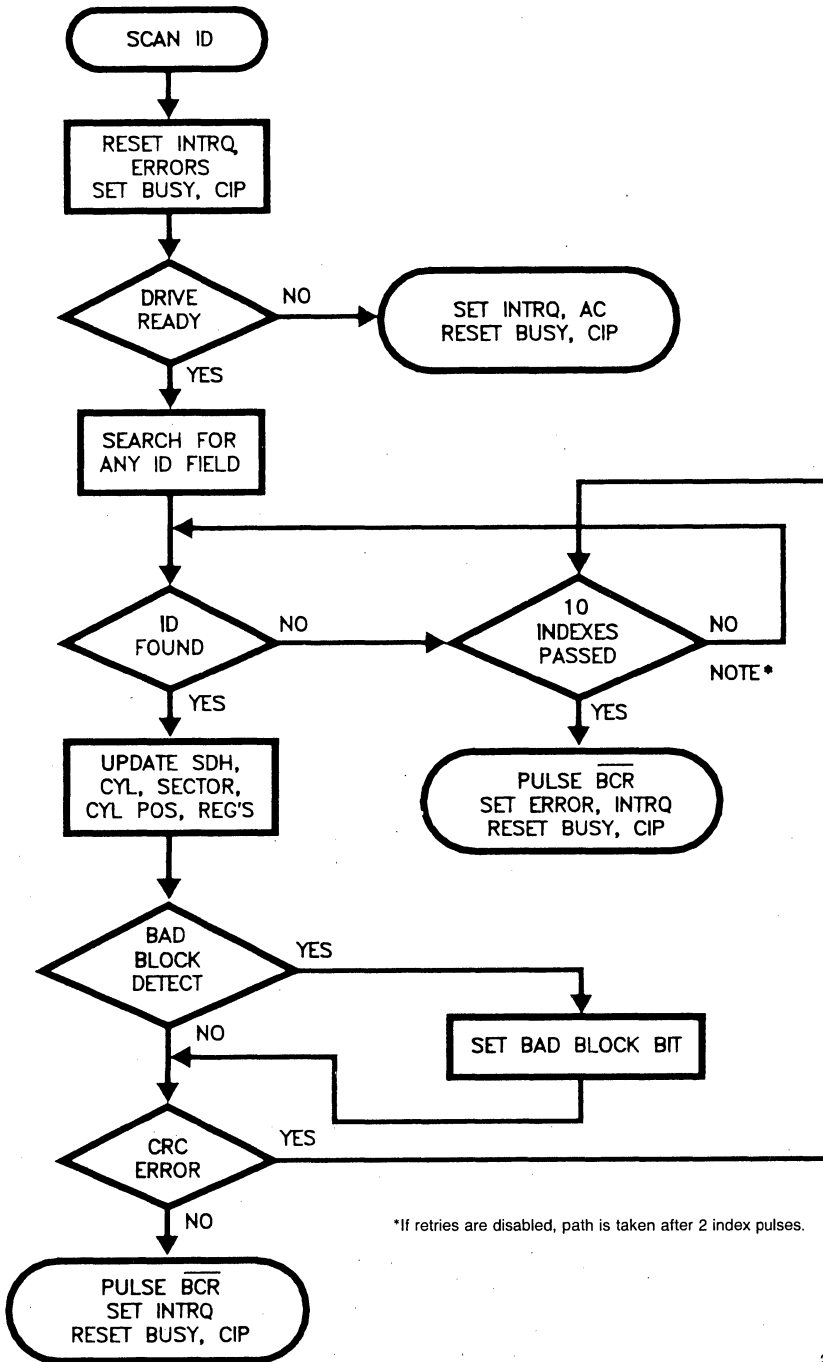 SCAN ID
RESET INTRQ,
ERRORS
SET BUSY, CIP
DRIVE
READY
NO
SET INTRQ, AC
RESET BUSY, CIP
YES
SEARCH FOR
ANY ID FIELD
ID
FOUND
NO
10
INDEXES
PASSED
NO
NOTE*
YES
YES
UPDATE SDH,
CYL, SECTOR,
CYL POS, REG'S
PULSE BCR
SET ERROR, INTRQ
RESET BUSY, CIP
BAD
BLOCK
DETECT
YES
NO
SET BAD BLOCK BIT
CRC
ERROR
YES
NO
*If retries are disabled, path is taken after 2 index pulses.
PULSE BCR
SET INTRQ
RESET BUSY, CIP